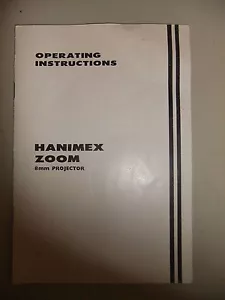 OPERATING
INSTRUCTIONS
HANIMEX
ZOOM
8mm PROJECTOR